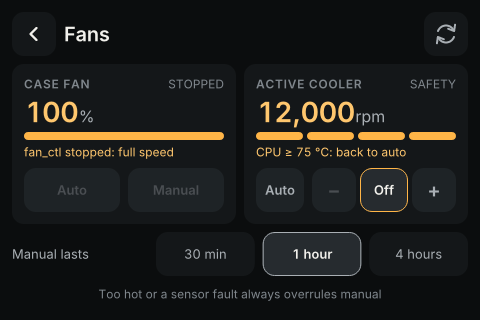 Fans
CASE FAN STOPPED
100%
fan_ctl stopped: full speed
Auto Manual
ACTIVE COOLER SAFETY
12,000rpm
CPU ≥ 75 °C: back to auto
Auto − Off +
Manual lasts 30 min 1 hour 4 hours
Too hot or a sensor fault always overrules manual